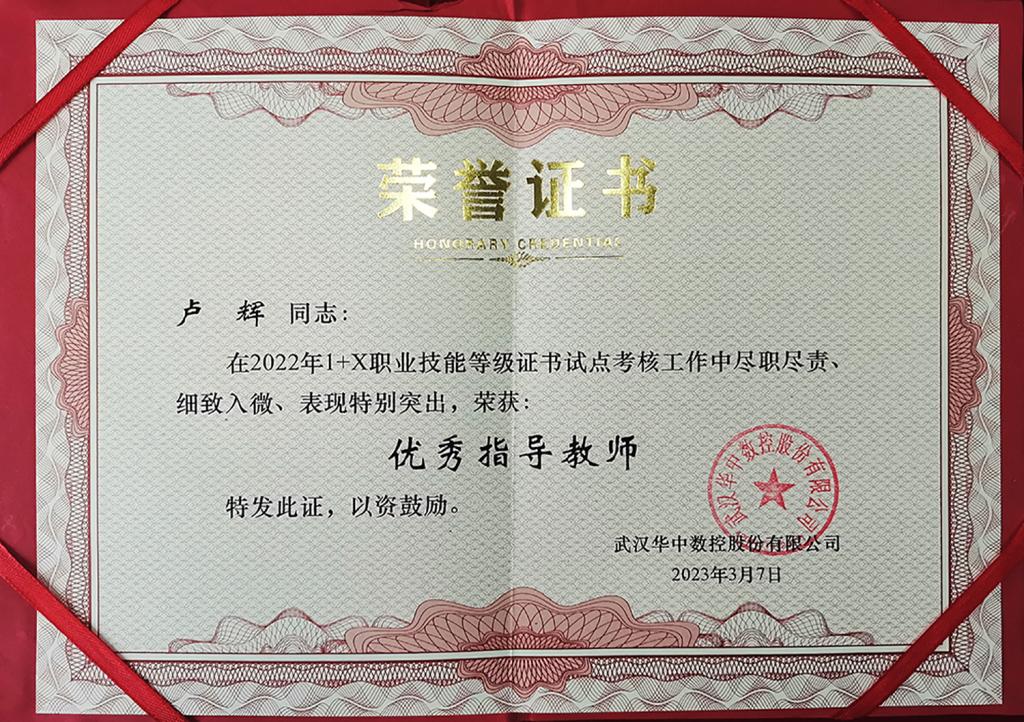 荣誉证书
HONORARY CREDENTIAL
卢 辉 同志：
在2022年1+X职业技能等级证书试点考核工作中尽职尽责、
细致入微、表现特别突出，荣获：
优秀指导教师
特发此证，以资鼓励。
武汉华中数控股份有限公司
武汉华中数控股份有限公司
2023年3月7日